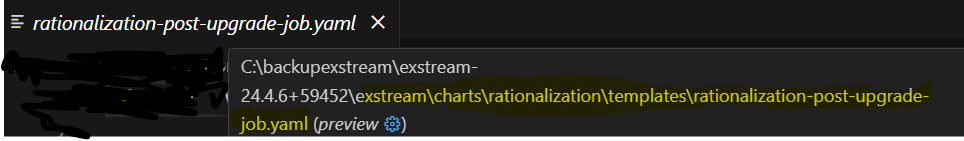 rationalization-post-upgrade-job.yaml
C:\backupexstream\exstream-
24.4.6+59452\exstream\charts\rationalization\templates\rationalization-post-upgrade-
job.yaml (preview)